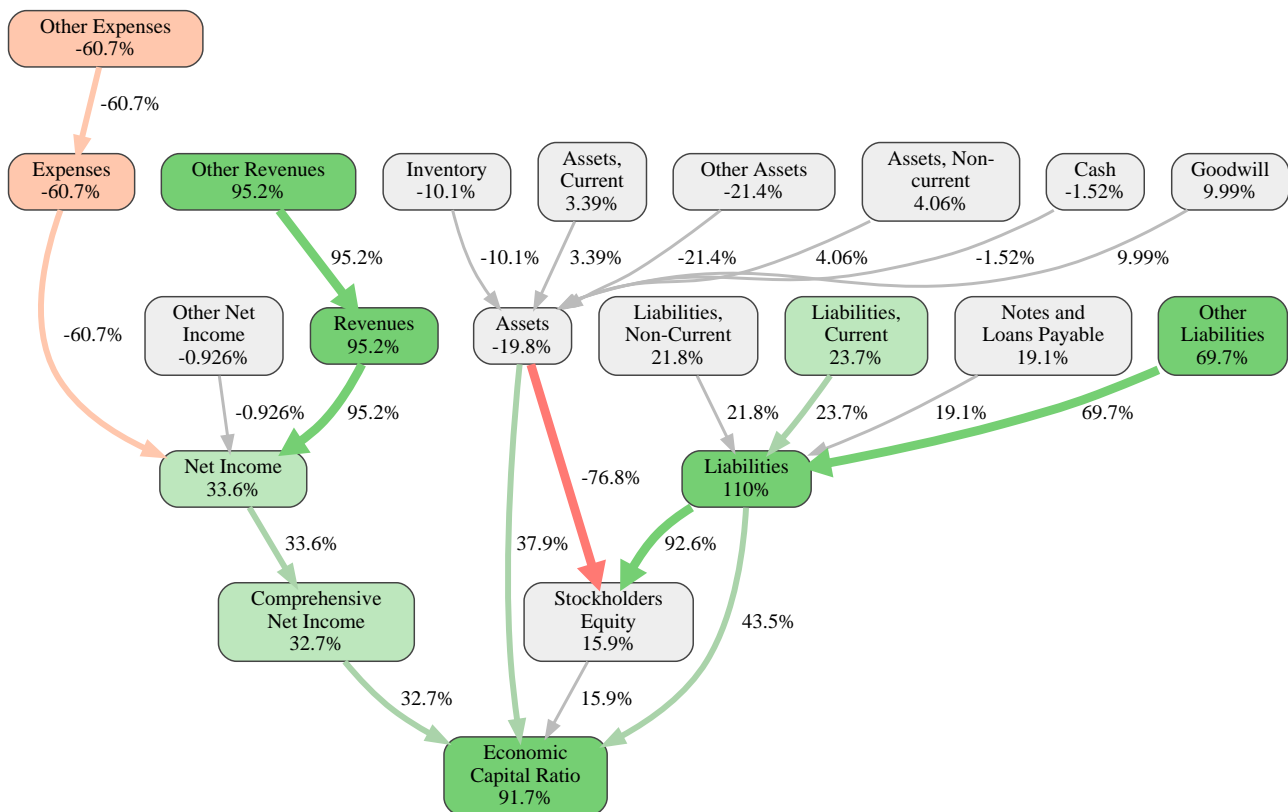 Other Expenses
-60.7%
-60.7%
Expenses
-60.7%
Other Revenues
95.2%
Inventory
-10.1%
Assets,
Current
3.39%
Other Assets
-21.4%
Assets, Non-
current
4.06%
Cash
-1.52%
Goodwill
9.99%
95.2%
-10.1%
3.39%
-21.4%
4.06%
-1.52%
9.99%
-60.7%
Other Net
Income
-0.926%
Revenues
95.2%
Assets
-19.8%
Liabilities,
Non-Current
21.8%
Liabilities,
Current
23.7%
Notes and
Loans Payable
19.1%
Other
Liabilities
69.7%
-0.926%
95.2%
21.8%
23.7%
19.1%
69.7%
Net Income
33.6%
-76.8%
Liabilities
110%
33.6%
37.9%
92.6%
Comprehensive
Net Income
32.7%
Stockholders
Equity
15.9%
43.5%
32.7%
15.9%
Economic
Capital Ratio
91.7%